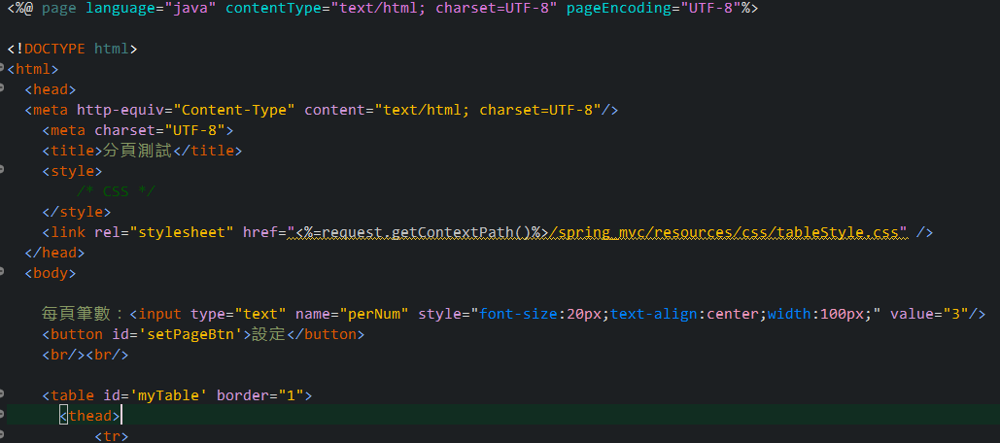 <%@ page language="java" contentType="text/html; charset=UTF-8" pageEncoding="UTF-8"%>
<!DOCTYPE html>
<html>
<head>
<meta http-equiv="Content-Type" content="text/html; charset=UTF-8"/>
<meta charset="UTF-8">
<title>分頁測試</title>
<style>
/* CSS */
</style>
<link rel="stylesheet" href="<%=request.getContextPath()%>/spring_mvc/resources/css/tableStyle.css" />
</head>
<body>
每頁筆數：<input type="text" name="perNum" style="font-size:20px;text-align:center;width:100px;" value="3"/>
<button id='setPageBtn'>設定</button>
<br/><br/>
<table id='myTable' border="1">
<thead>
<tr>